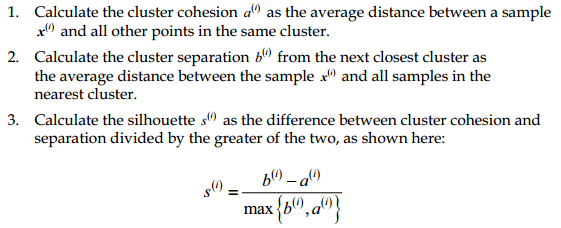 1. Calculate the cluster cohesion a⁽ⁱ⁾ as the average distance between a sample
x⁽ⁱ⁾ and all other points in the same cluster.
2. Calculate the cluster separation b⁽ⁱ⁾ from the next closest cluster as
the average distance between the sample x⁽ⁱ⁾ and all samples in the
nearest cluster.
3. Calculate the silhouette s⁽ⁱ⁾ as the difference between cluster cohesion and
separation divided by the greater of the two, as shown here:
s⁽ⁱ⁾ = (b⁽ⁱ⁾ – a⁽ⁱ⁾) / max {b⁽ⁱ⁾, a⁽ⁱ⁾}